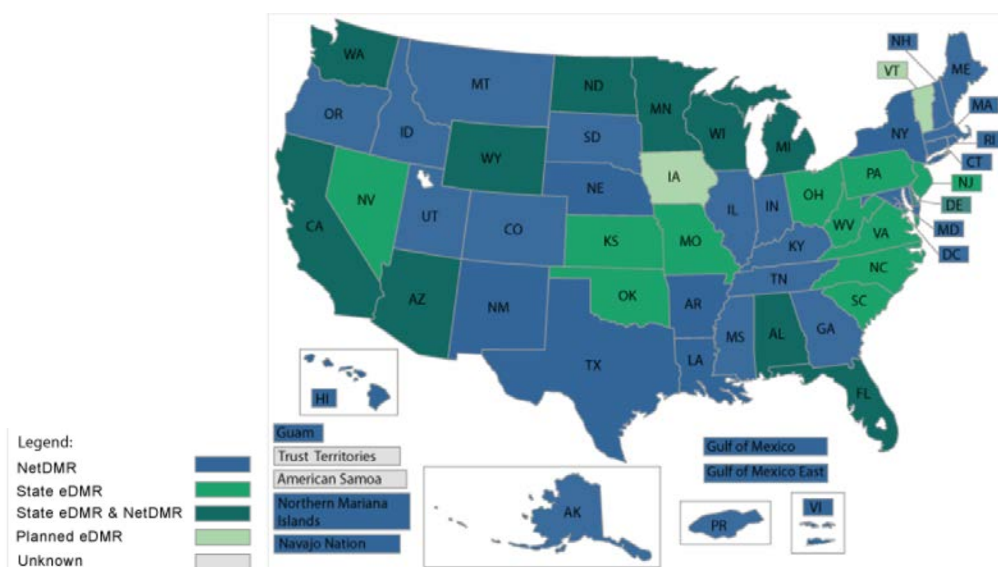 WA
OR
ID
MT
ND
SD
MN
WI
MI
WY
NE
IA
NV
UT
CO
CA
AZ
NM
KS
MO
OK
AR
TX
LA
IL
IN
OH
KY
TN
MS
AL
GA
FL
SC
NC
VA
WV
PA
NY
NH
VT
ME
MA
RI
CT
NJ
DE
MD
DC
HI
AK
PR
VI
Guam
Trust Territories
American Samoa
Northern Mariana
Islands
Navajo Nation
Gulf of Mexico
Gulf of Mexico East
Legend:
NetDMR
State eDMR
State eDMR & NetDMR
Planned eDMR
Unknown